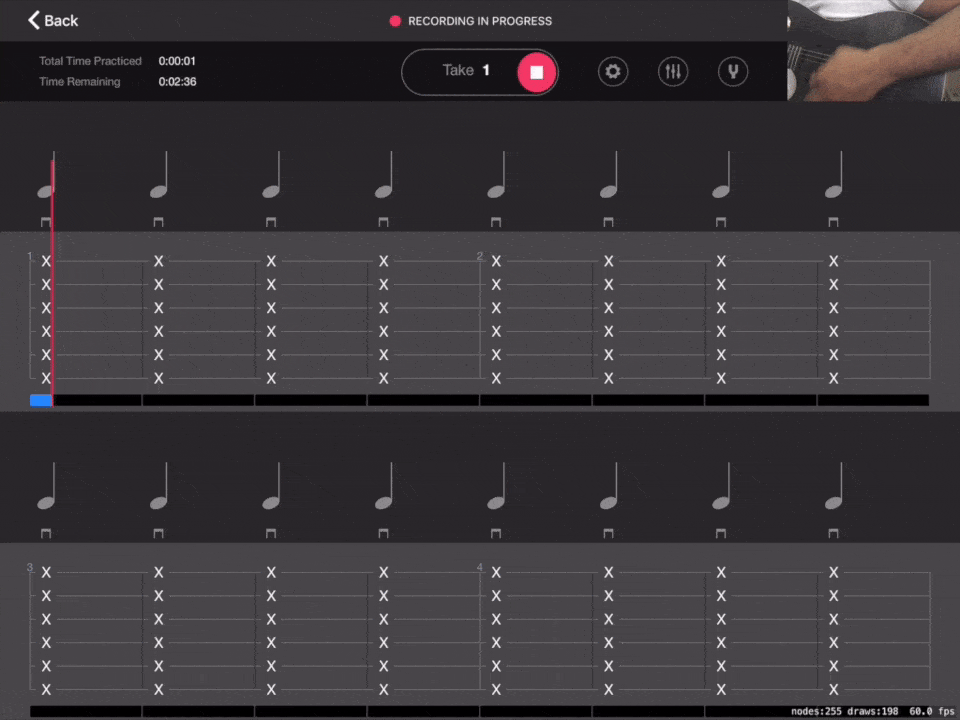 Back
RECORDING IN PROGRESS
Total Time Practiced 0:00:01
Time Remaining 0:02:36
Take 1
1 2
X X X X X X X X
X X X X X X X X
X X X X X X X X
X X X X X X X X
X X X X X X X X
X X X X X X X X
3 4
X X X X X X X X
X X X X X X X X
X X X X X X X X
X X X X X X X X
X X X X X X X X
X X X X X X X X
nodes:255 draws:198 60.0 fps